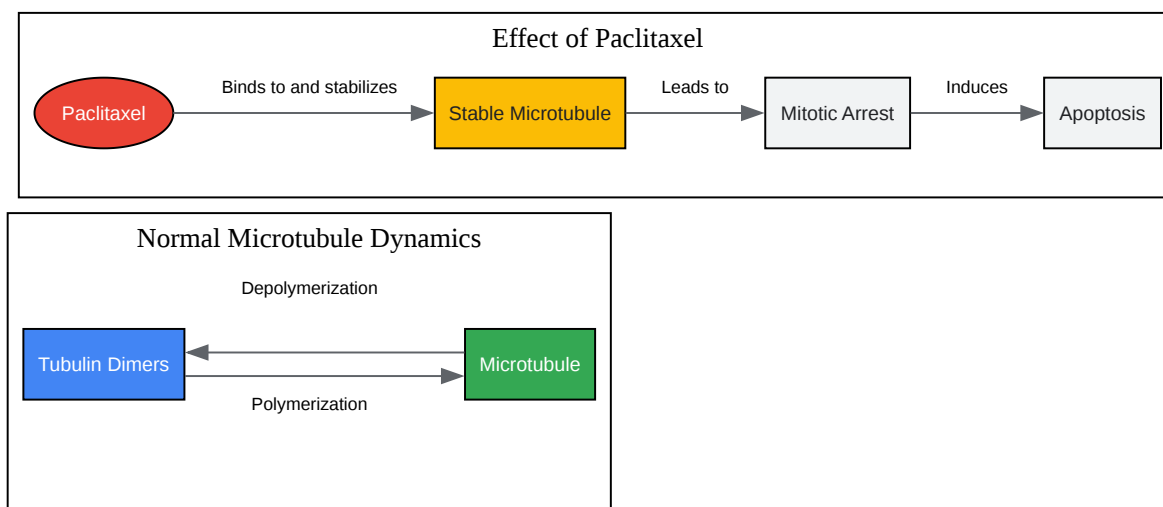 Effect of Paclitaxel
Binds to and stabilizes
Leads to
Induces
Paclitaxel
Stable Microtubule
Mitotic Arrest
Apoptosis
Normal Microtubule Dynamics
Depolymerization
Tubulin Dimers
Microtubule
Polymerization